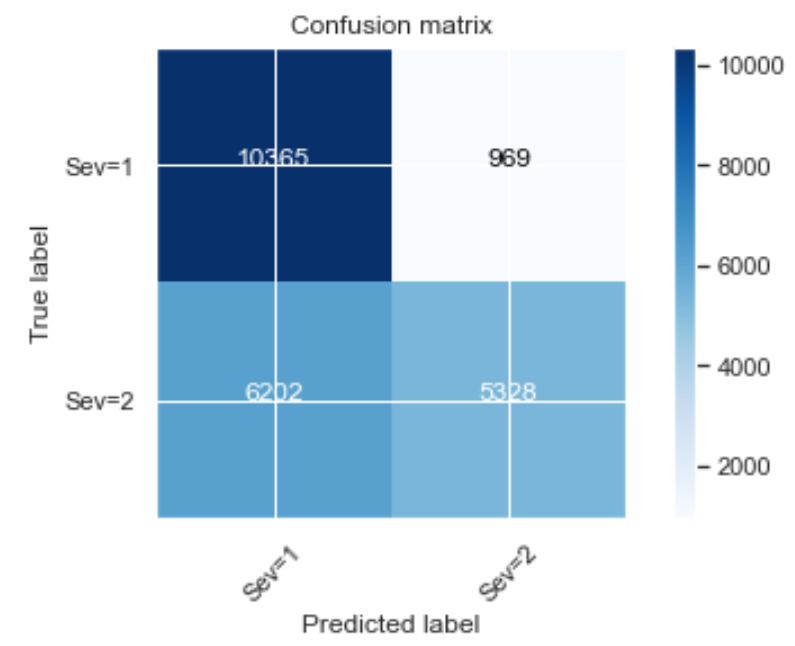 Confusion matrix
Sev=1
10365
969
Sev=2
6202
5328
True label
Sev=1
Sev=2
Predicted label
10000
8000
6000
4000
2000